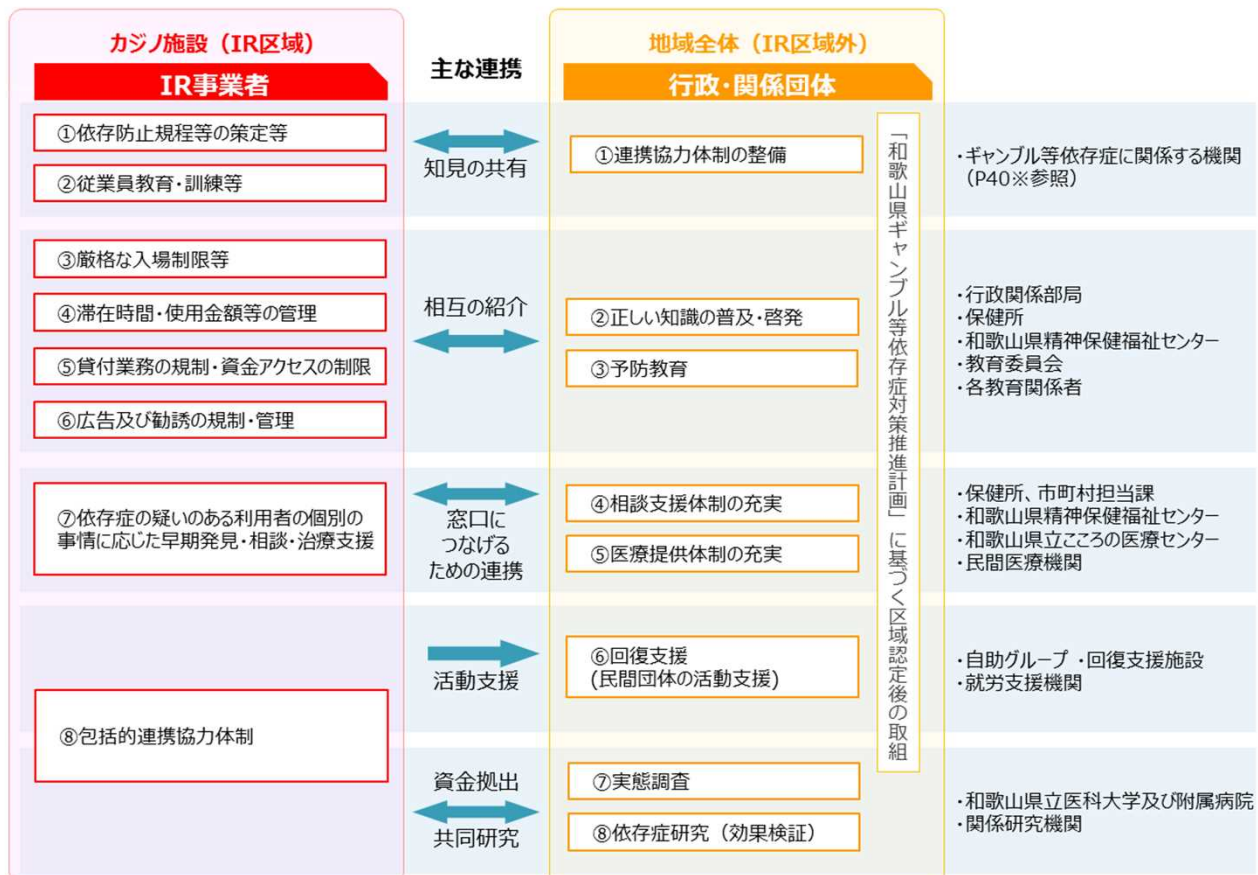 カジノ施設（IR区域）
IR事業者
主な連携
地域全体（IR区域外）
行政・関係団体
①依存防止規程等の策定等
②従業員教育・訓練等
知見の共有
①連携協力体制の整備
・ギャンブル等依存症に関係する機関
（P40※参照）
③厳格な入場制限等
④滞在時間・使用金額等の管理
⑤貸付業務の規制・資金アクセスの制限
⑥広告及び勧誘の規制・管理
相互の紹介
②正しい知識の普及・啓発
③予防教育
・行政関係部局
・保健所
・和歌山県精神保健福祉センター
・教育委員会
・各教育関係者
⑦依存症の疑いのある利用者の個別の
事情に応じた早期発見・相談・治療支援
窓口に
つなげる
ための連携
④相談支援体制の充実
⑤医療提供体制の充実
・保健所、市町村担当課
・和歌山県精神保健福祉センター
・和歌山県立こころの医療センター
・民間医療機関
⑧包括的連携協力体制
活動支援
⑥回復支援
(民間団体の活動支援)
・自助グループ ・回復支援施設
・就労支援機関
資金拠出
共同研究
⑦実態調査
⑧依存症研究（効果検証）
・和歌山県立医科大学及び附属病院
・関係研究機関
「和歌山県ギャンブル等依存症対策推進計画」に基づく区域認定後の取組